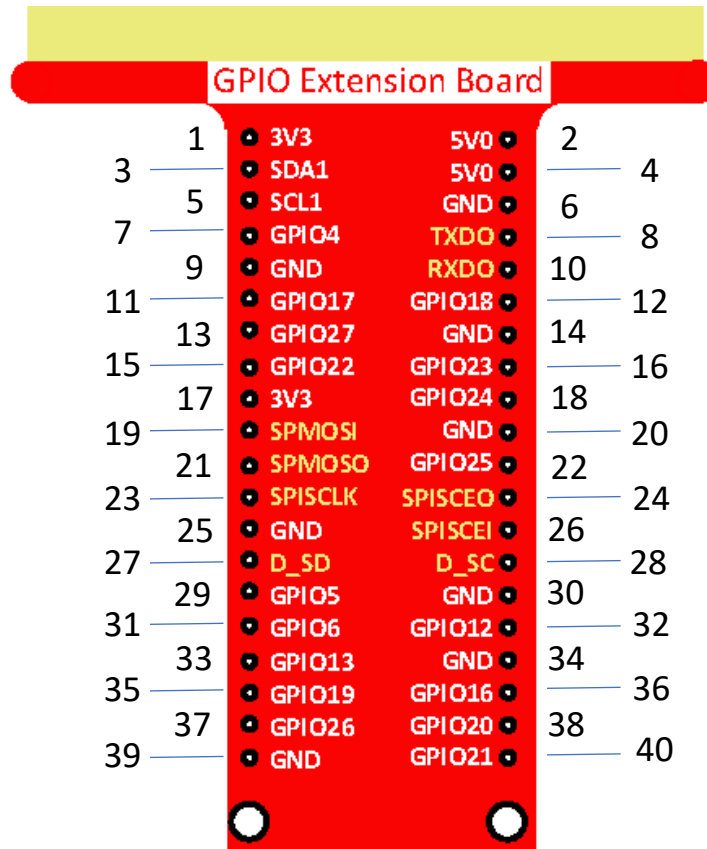 GPIO Extension Board
1 3V3 5V0 2
3 SDA1 5V0 4
5 SCL1 GND 6
7 GPIO4 TXDO 8
9 GND RXDO 10
11 GPIO17 GPIO18 12
13 GPIO27 GND 14
15 GPIO22 GPIO23 16
17 3V3 GPIO24 18
19 SPMOSI GND 20
21 SPMOSO GPIO25 22
23 SPISCLK SPISCEO 24
25 GND SPISCEI 26
27 D_SD D_SC 28
29 GPIO5 GND 30
31 GPIO6 GPIO12 32
33 GPIO13 GND 34
35 GPIO19 GPIO16 36
37 GPIO26 GPIO20 38
39 GND GPIO21 40